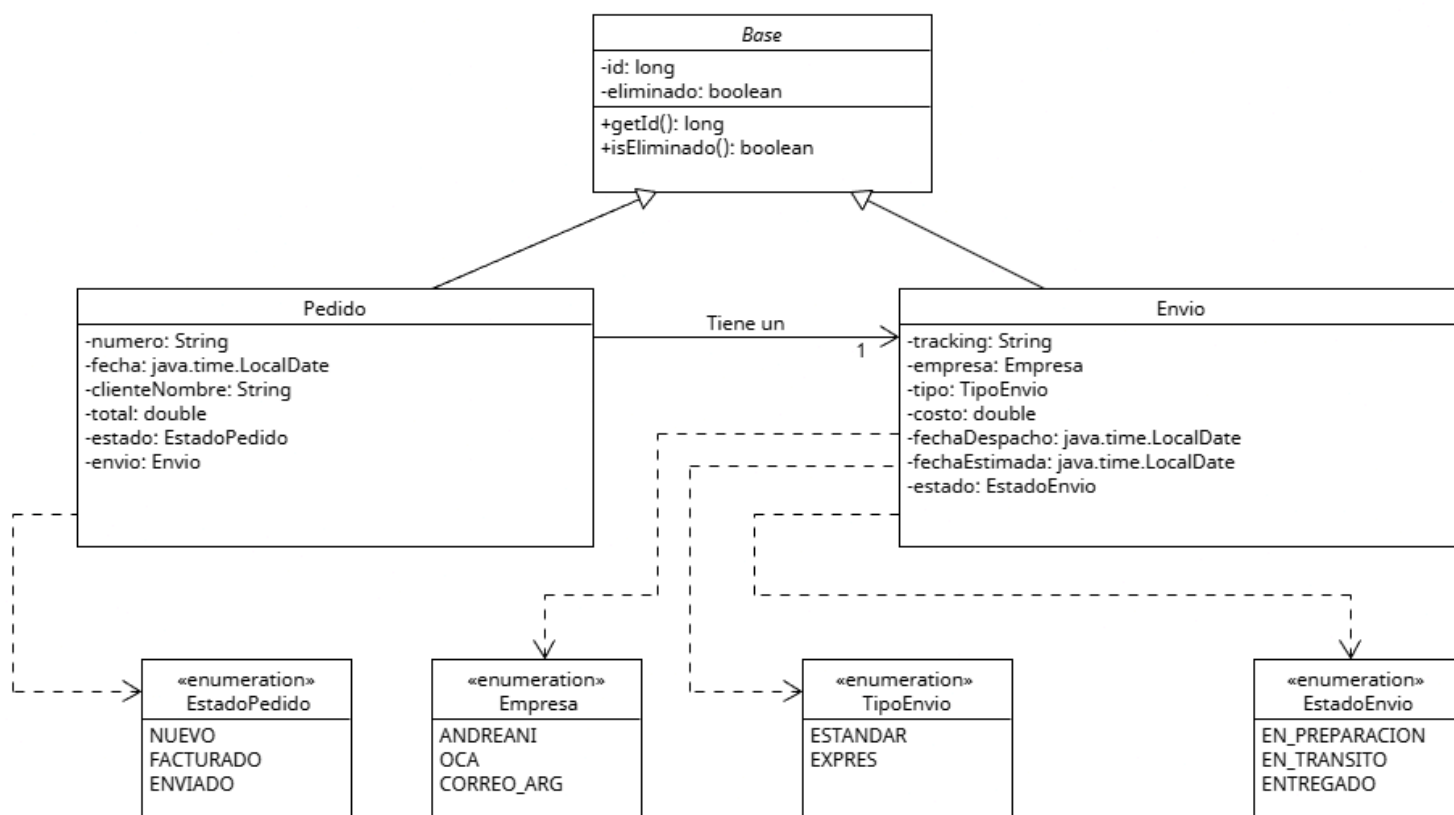 Base
-id: long
-eliminado: boolean
+getId(): long
+isEliminado(): boolean
Pedido
-numero: String
-fecha: java.time.LocalDate
-clienteNombre: String
-total: double
-estado: EstadoPedido
-envio: Envio
Tiene un
1
Envio
-tracking: String
-empresa: Empresa
-tipo: TipoEnvio
-costo: double
-fechaDespacho: java.time.LocalDate
-fechaEstimada: java.time.LocalDate
-estado: EstadoEnvio
«enumeration»
EstadoPedido
NUEVO
FACTURADO
ENVIADO
«enumeration»
Empresa
ANDREANI
OCA
CORREO_ARG
«enumeration»
TipoEnvio
ESTANDAR
EXPRES
«enumeration»
EstadoEnvio
EN_PREPARACION
EN_TRANSITO
ENTREGADO